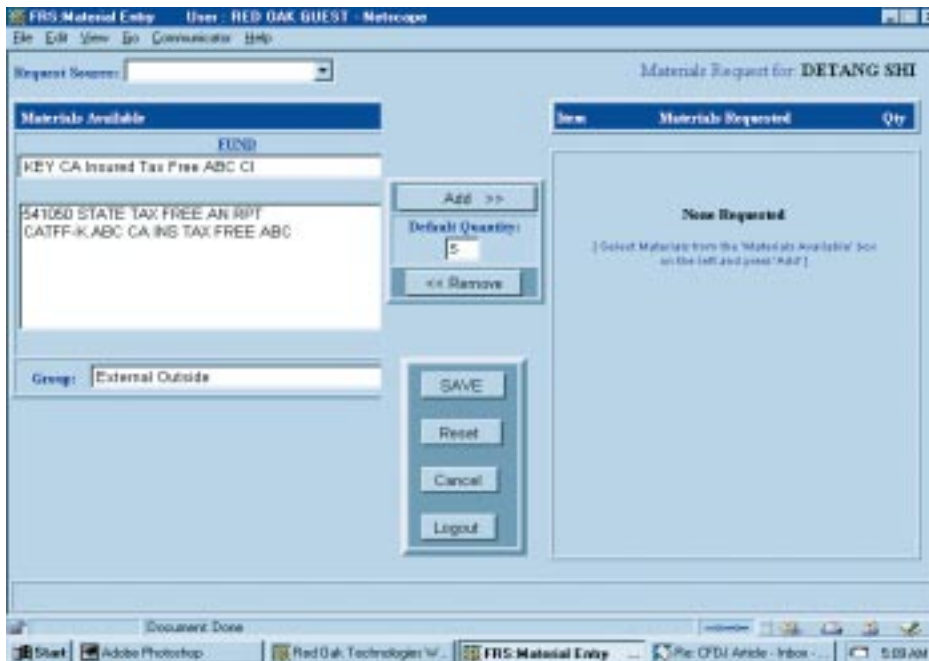 FRS:Material Entry User : RED OAK GUEST - Netscape
File Edit View Go Communicator Help
Request Source:
Materials Request for: DETANG SHI
Materials Available
FUND
KEY CA Insured Tax Free ABC CI
541050 STATE TAX FREE AN RPT
CATFF-K.ABC CA INS TAX FREE ABC
Group: External Outside
Add >>
Default Quantity:
5
<< Remove
SAVE
Reset
Cancel
Logout
Item Materials Requested Qty
None Requested
[ Select Materials from the 'Materials Available' box
on the left and press 'Add' ]
Document: Done
Start Adobe Photoshop Red Oak Technologies W... FRS:Material Entry ... Re: CFDJ Article - Inbox - ... 5:09 AM